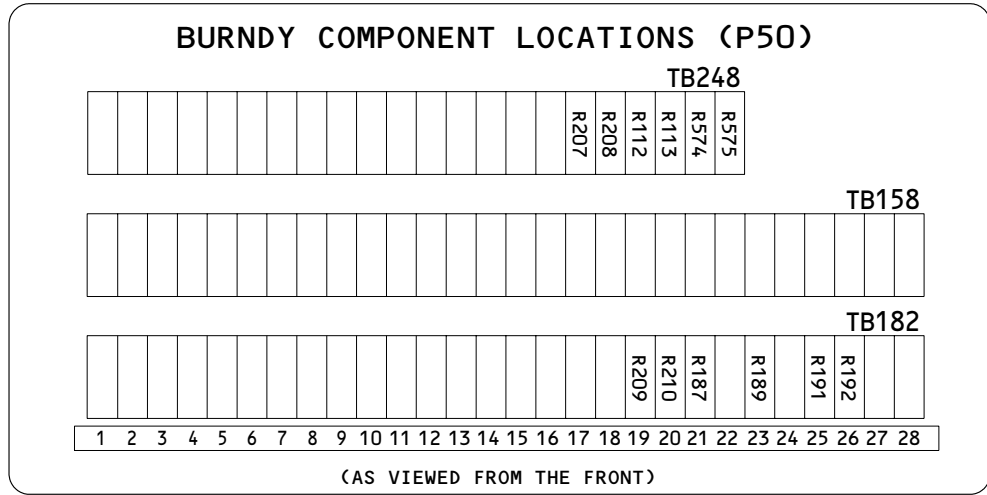 BURNDY COMPONENT LOCATIONS (P50)
TB248
R207 R208 R112 R113 R574 R575
TB158
TB182
R209 R210 R187 R189 R191 R192
1 2 3 4 5 6 7 8 9 10 11 12 13 14 15 16 17 18 19 20 21 22 23 24 25 26 27 28
(AS VIEWED FROM THE FRONT)